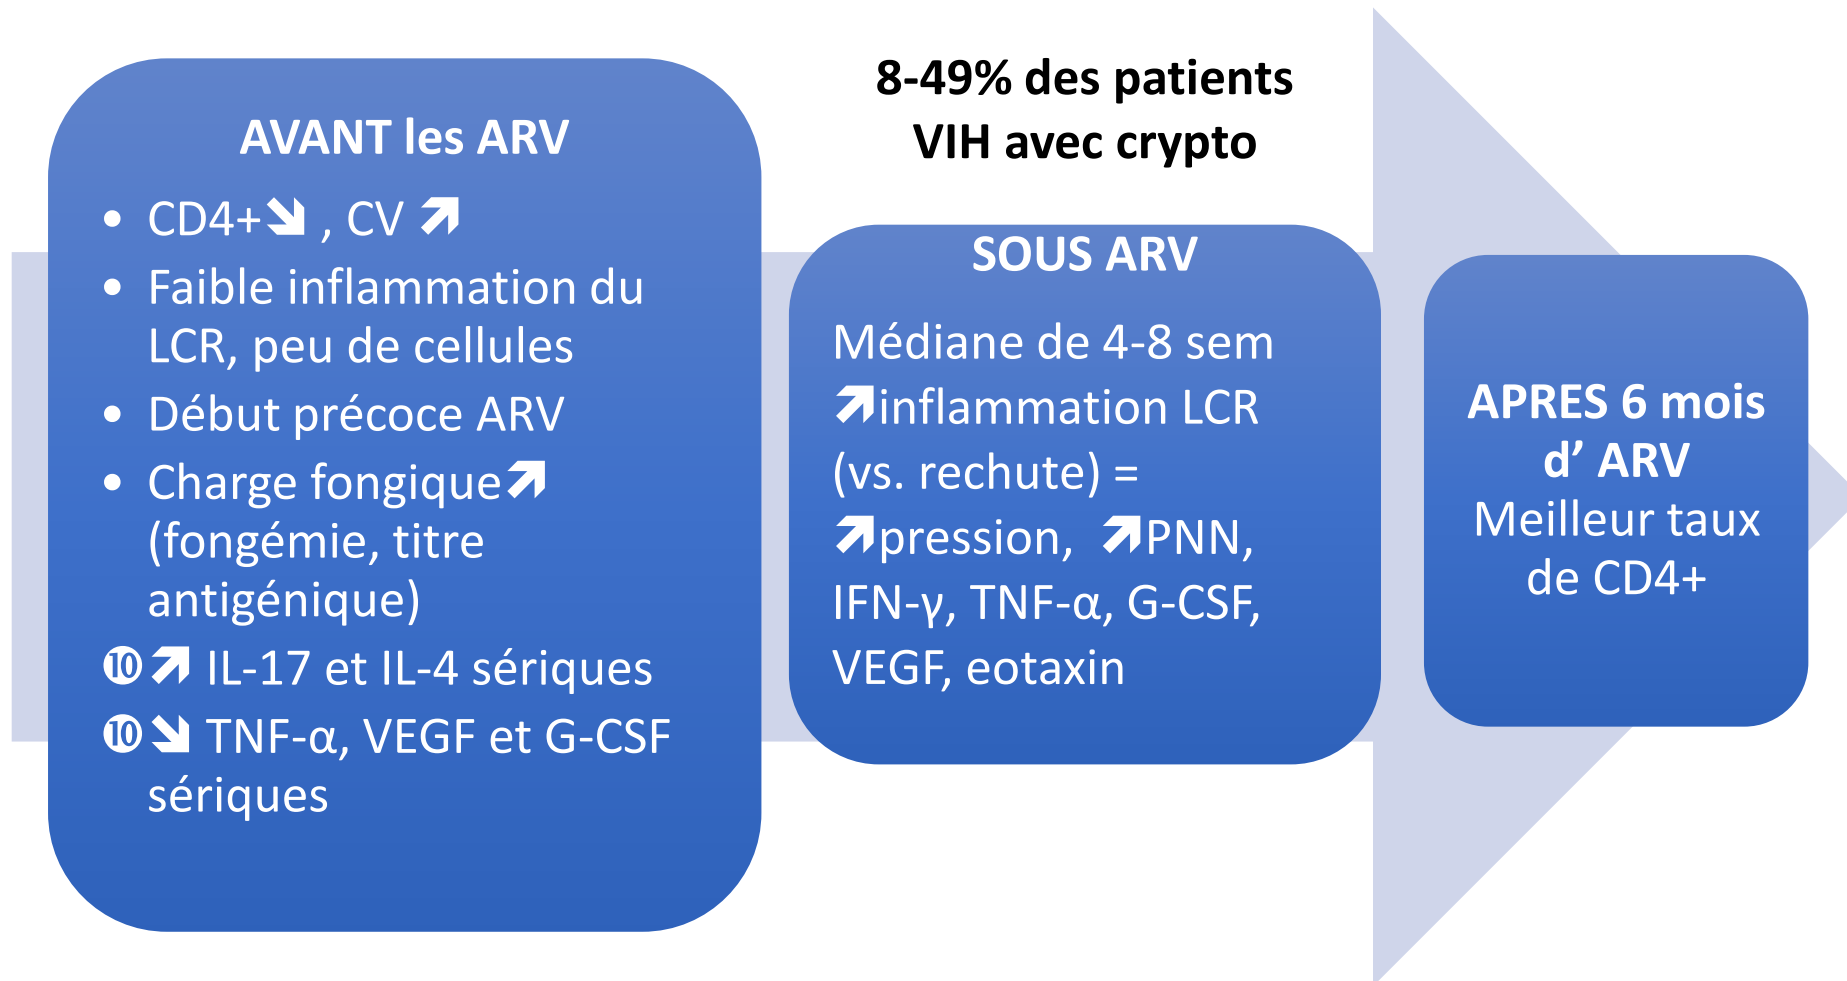 AVANT les ARV
• CD4+🡮 , CV 🡭
• Faible inflammation du
LCR, peu de cellules
• Début précoce ARV
• Charge fongique🡭
(fongémie, titre
antigénique)
❿🡭 IL-17 et IL-4 sériques
❿🡮 TNF-α, VEGF et G-CSF
sériques
8-49% des patients
VIH avec crypto
SOUS ARV
Médiane de 4-8 sem
🡭inflammation LCR
(vs. rechute) =
🡭pression, 🡭PNN,
IFN-γ, TNF-α, G-CSF,
VEGF, eotaxin
APRES 6 mois
d’ ARV
Meilleur taux
de CD4+